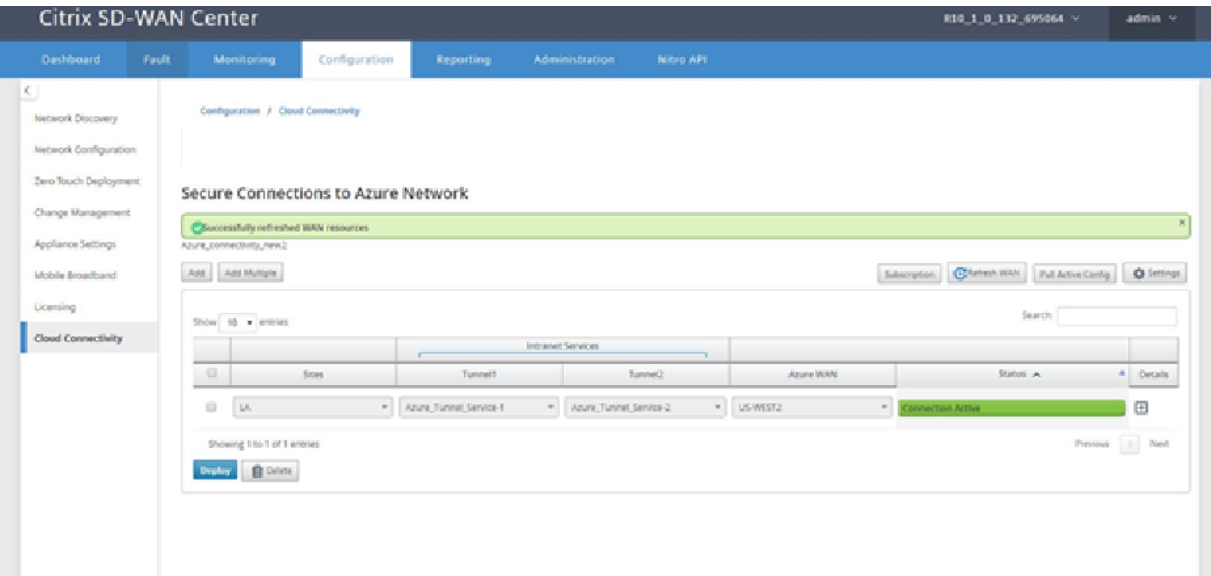 Citrix SD-WAN Center R10_1_0_132_695064 admin
Dashboard Fault Monitoring Configuration Reporting Administration Nitro API
Configuration / Cloud Connectivity
Network Discovery
Network Configuration
Zero Touch Deployment
Change Management
Appliance Settings
Mobile Broadband
Licensing
Cloud Connectivity
Secure Connections to Azure Network
Successfully refreshed WAN resources x
Azure_connectivity_new2
Add Add Multiple Subscription Refresh WAN Pull Active Config Settings
Show 10 entries Search:
Intranet Services
Sites Tunnel1 Tunnel2 Azure WAN Status Details
LA Azure_Tunnel_Service-1 Azure_Tunnel_Service-2 US-WEST2 Connection Active
Showing 1 to 1 of 1 entries Previous 1 Next
Deploy Delete